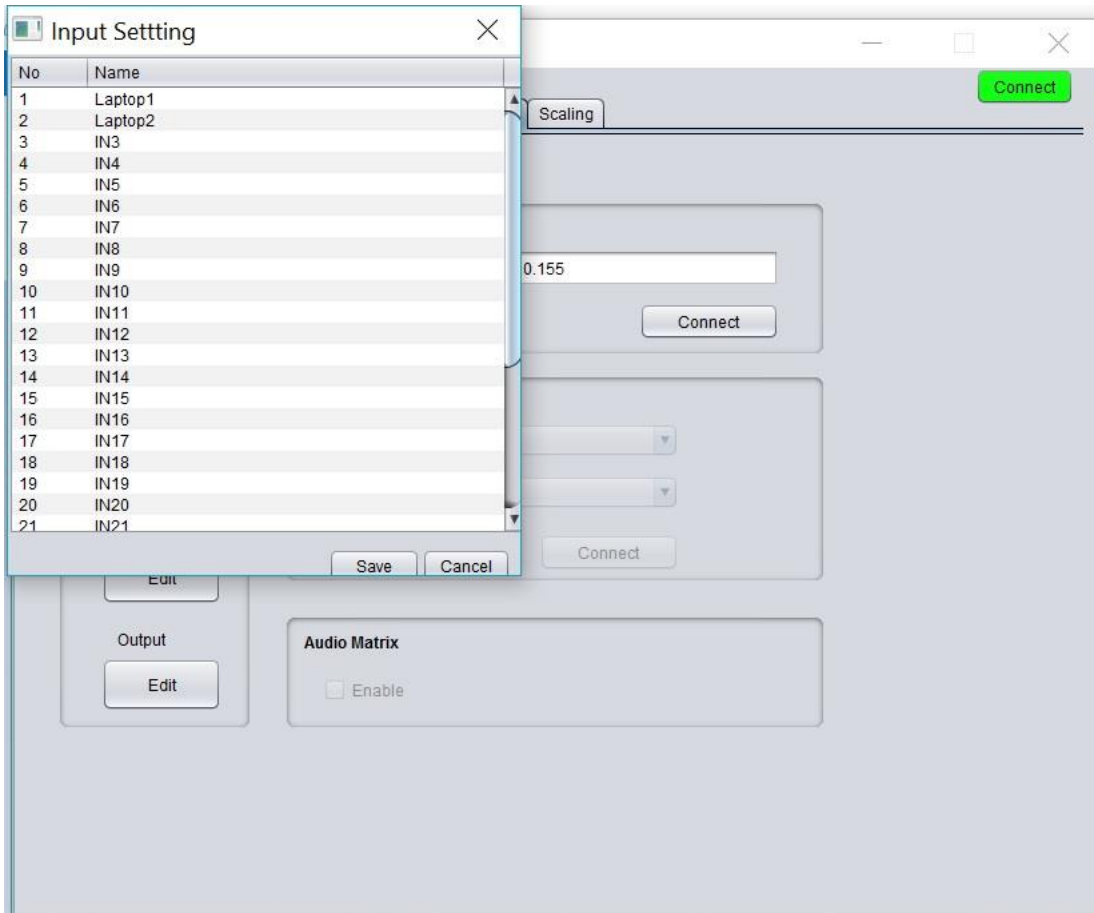 Input Settting
No Name
1 Laptop1
2 Laptop2
3 IN3
4 IN4
5 IN5
6 IN6
7 IN7
8 IN8
9 IN9
10 IN10
11 IN11
12 IN12
13 IN13
14 IN14
15 IN15
16 IN16
17 IN17
18 IN18
19 IN19
20 IN20
21 IN21
Save Cancel
Connect
Scaling
0.155
Connect
Connect
Edit
Output
Edit
Audio Matrix
Enable